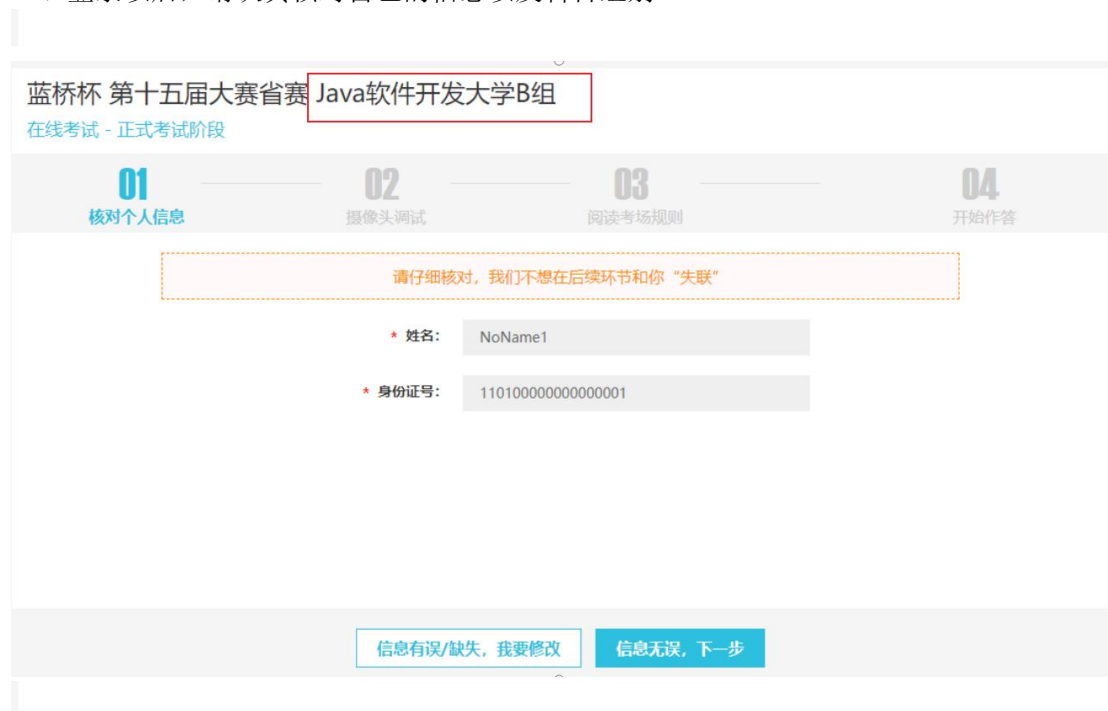 蓝桥杯 第十五届大赛省赛 Java软件开发大学B组
在线考试 - 正式考试阶段
01 02 03 04
核对个人信息 摄像头调试 阅读考场规则 开始作答
请仔细核对，我们不想在后续环节和你“失联”
* 姓名： NoName1
* 身份证号： 110100000000000001
信息有误/缺失，我要修改 信息无误，下一步